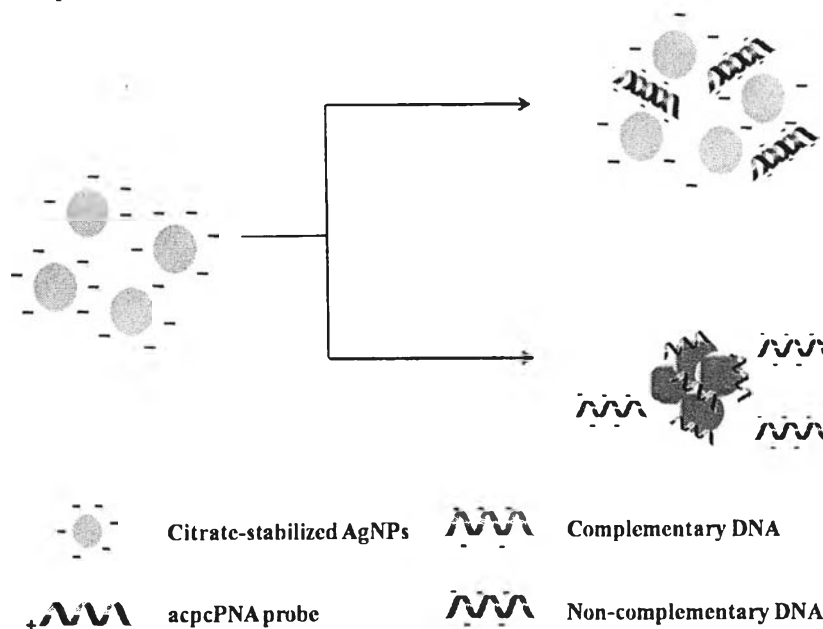 Citrate-stabilized AgNPs
Complementary DNA
+ acpcPNA probe
Non-complementary DNA